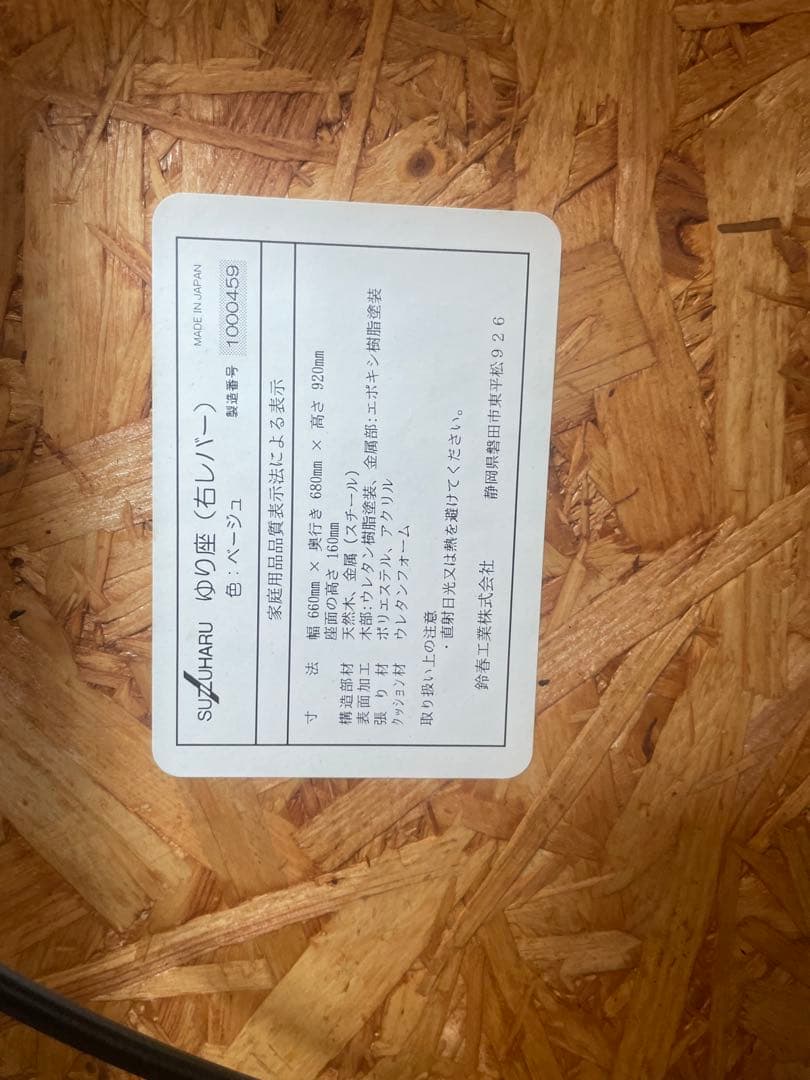 MADE IN JAPAN
SUZUHARU ゆり座（右レバー）
色：ベージュ 製造番号 1000459
家庭用品品質表示法による表示
寸法 幅 660mm × 奥行き 680mm × 高さ 920mm
座面の高さ 160mm
構造部材 天然木、金属（スチール）
表面加工 木部：ウレタン樹脂塗装、金属部：エポキシ樹脂塗装
張り材 ポリエステル、アクリル
クッション材 ウレタンフォーム
取り扱い上の注意
・直射日光又は熱を避けてください。
鈴春工業株式会社 静岡県磐田市東平松９２６